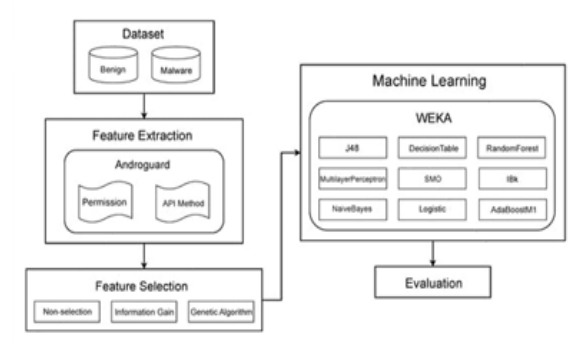 Dataset
Benign
Malware
Feature Extraction
Androguard
Permission
API Method
Feature Selection
Non-selection
Information Gain
Genetic Algorithm
Machine Learning
WEKA
J48
DecisionTable
RandomForest
MultilayerPerceptron
SMO
IBk
NaiveBayes
Logistic
AdaBoostM1
Evaluation